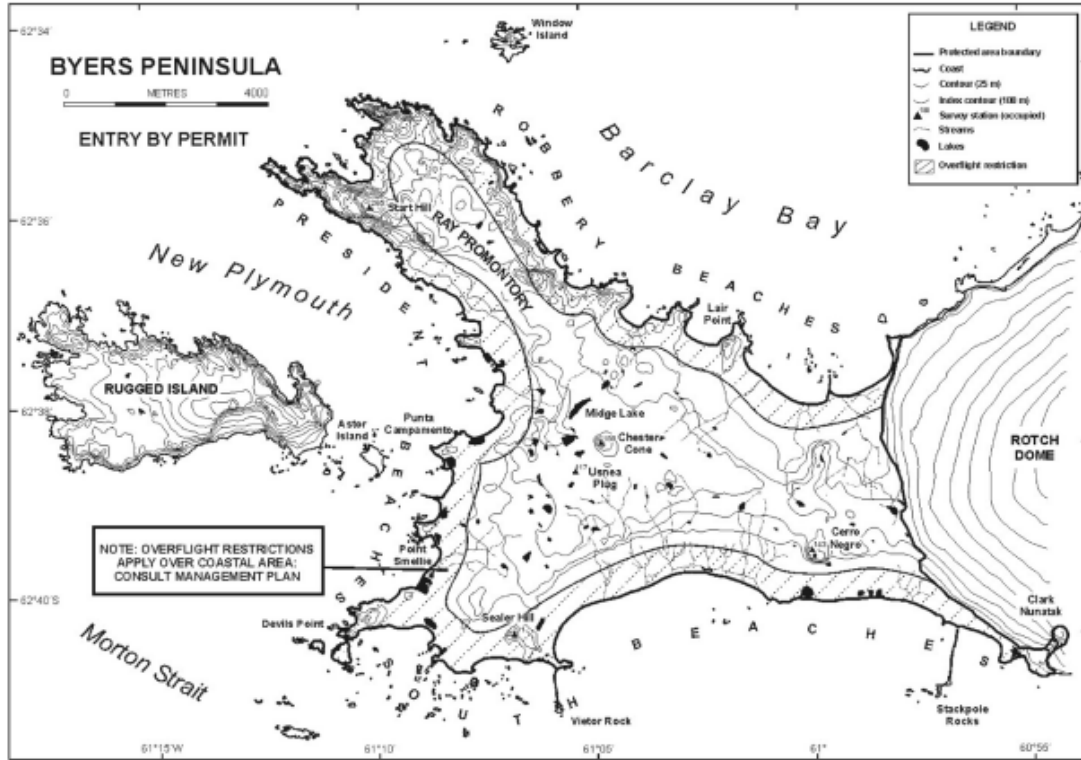 62°34'
Window
Island
BYERS PENINSULA
0 METRES 4000
ENTRY BY PERMIT
LEGEND
Protected area boundary
Coast
Contour (25 m)
Index contour (100 m)
Survey station (occupied)
Streams
Lakes
Overflight restriction
Barclay Bay
ROBBERY BEACHES
62°36'
Start Hill
RAY PROMONTORY
PRESIDENT BEACHES
New Plymouth
Lair
Point
62°38'
RUGGED ISLAND
Aster
Island
Punta
Campamento
Midge Lake
Chester
Cone
Usnea
Plug
ROTCH
DOME
NOTE: OVERFLIGHT RESTRICTIONS
APPLY OVER COASTAL AREA:
CONSULT MANAGEMENT PLAN
Point
Smellie
Cerro
Negro
62°40'S
Devils Point
Sealer Hill
Clark
Nunatak
Morton Strait
SOUTH BEACHES
Vietor Rock
Stackpole
Rocks
61°15'W
61°10'
61°05'
61°
60°55'